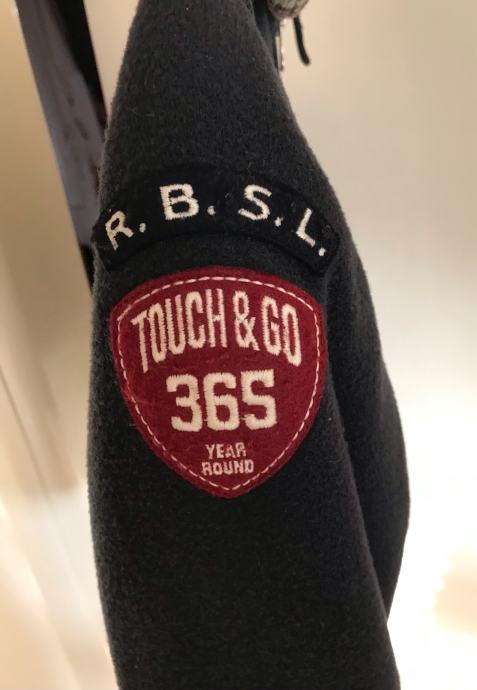 R. B. S. L.
TOUCH & GO
365
YEAR
ROUND